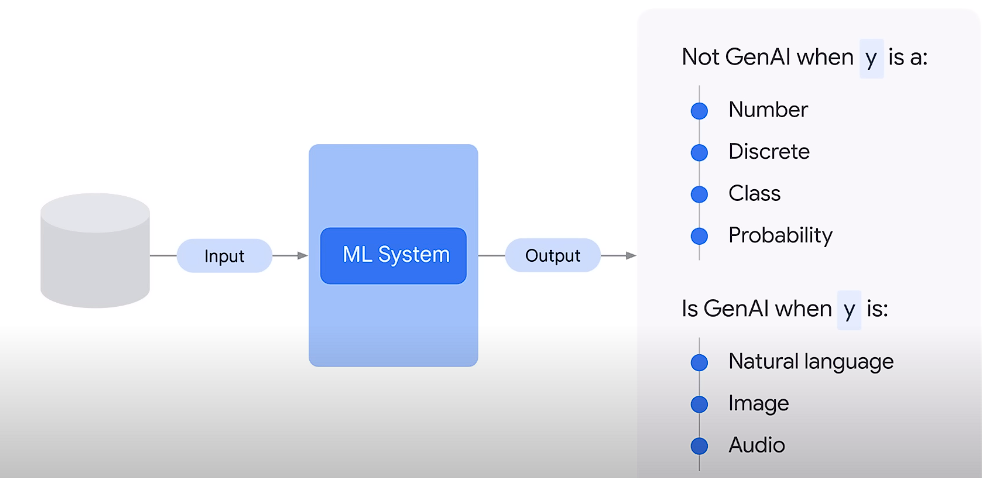 Input
ML System
Output
Not GenAI when y is a:
Number
Discrete
Class
Probability
Is GenAI when y is:
Natural language
Image
Audio